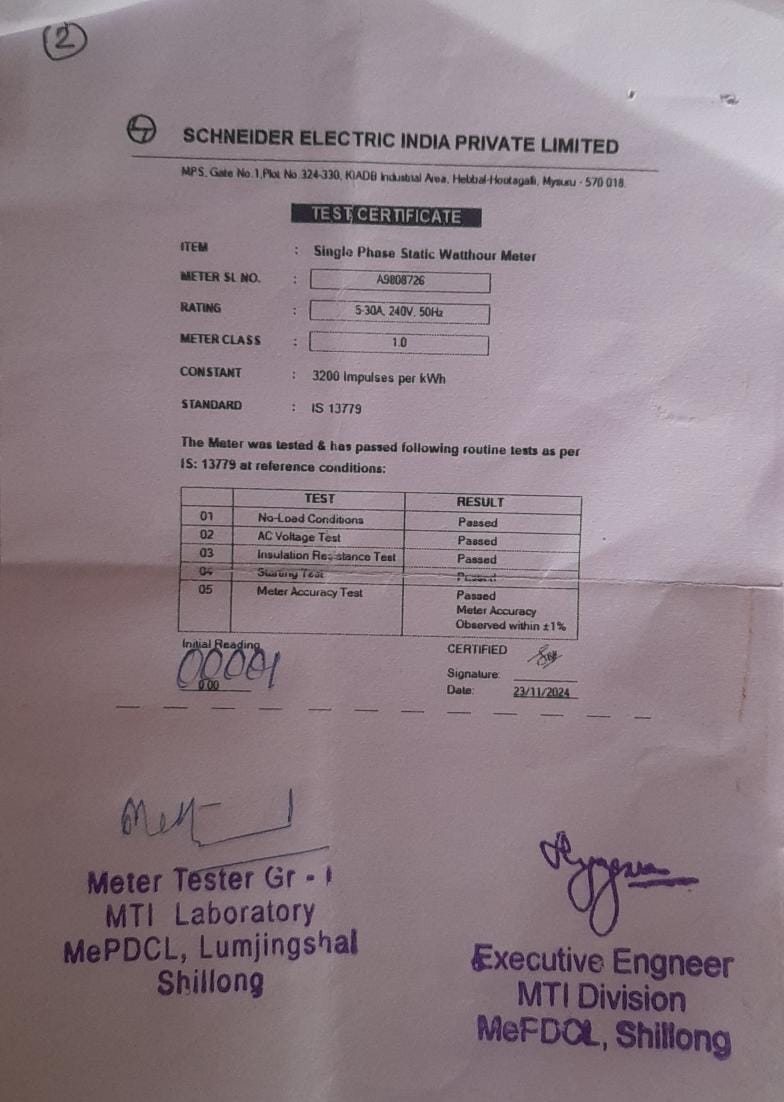 2
SCHNEIDER ELECTRIC INDIA PRIVATE LIMITED
MPS, Gate No.1,Plot No 324-330, KIADB Industrial Area, Hebbal-Hootagalli, Mysuru - 570 018.
TEST CERTIFICATE
ITEM : Single Phase Static Watthour Meter
METER SL NO. : A9808726
RATING : 5-30A, 240V, 50Hz
METER CLASS : 1.0
CONSTANT : 3200 Impulses per kWh
STANDARD : IS 13779
The Meter was tested & has passed following routine tests as per
IS: 13779 at reference conditions:
TEST RESULT
01 No-Load Conditions Passed
02 AC Voltage Test Passed
03 Insulation Resistance Test Passed
04 Starting Test Passed
05 Meter Accuracy Test Passed
Meter Accuracy
Observed within ±1%
Initial Reading CERTIFIED
00001
0.00
Signature:
Date: 23/11/2024
Meter Tester Gr - I
MTI Laboratory
MePDCL, Lumjingshal
Shillong
Executive Engneer
MTI Division
MePDCL, Shillong